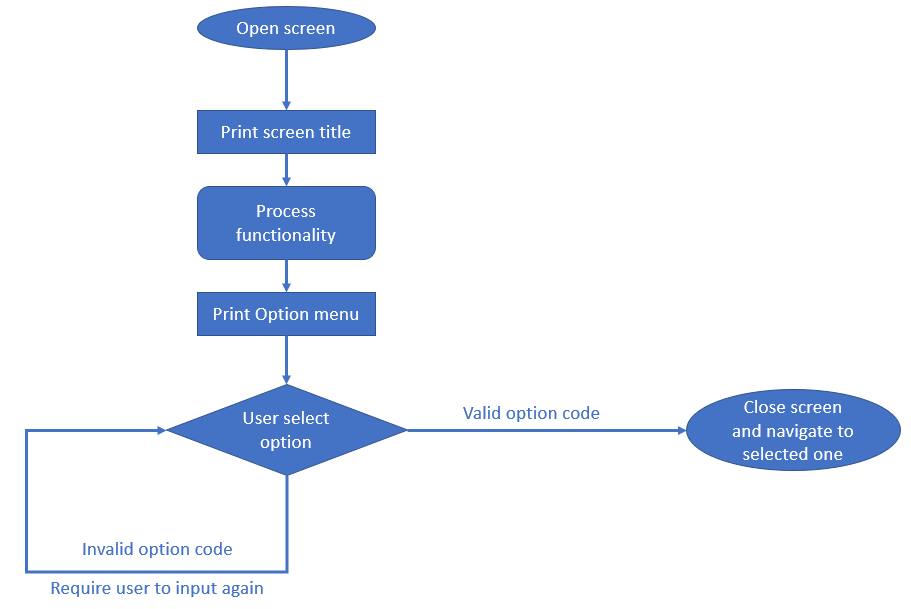 Open screen
Print screen title
Process
functionality
Print Option menu
User select
option
Valid option code
Close screen
and navigate to
selected one
Invalid option code
Require user to input again